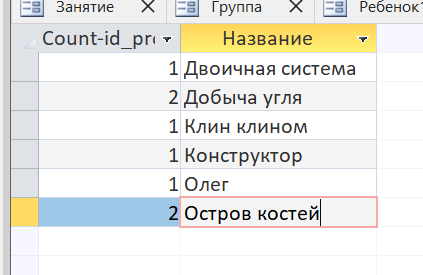 Занятие Группа Ребенок
Count-id_pro Название
1 Двоичная система
2 Добыча угля
1 Клин клином
1 Конструктор
1 Олег
2 Остров костей